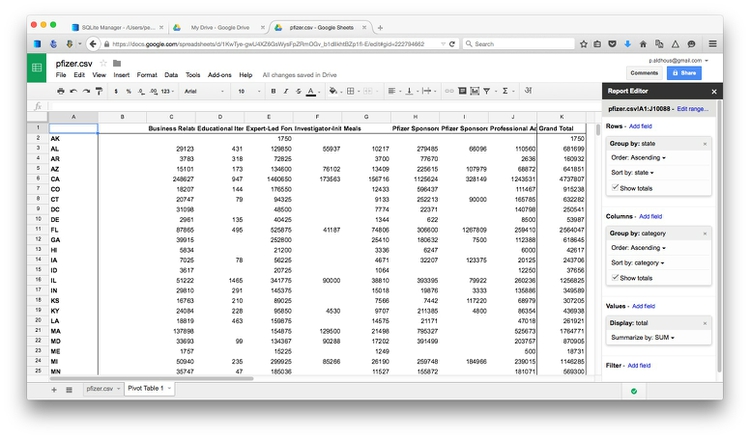 SQLite Manager - /Users/pe...
My Drive - Google Drive
pfizer.csv - Google Sheets
https://docs.google.com/spreadsheets/d/
Search
pfizer.csv
p.aldhous@gmail.com
File Edit View Insert Format Data Tools Add-ons Help All changes saved in Drive
Comments Share
$ % .0 .00 123 Arial 10 B I S A
fx
Report Editor
pfizer.csv!A1:J10088 - Edit range...
A B C D E F G H I J K
1 Business Relat Educational Iter Expert-Led For Investigator-Init Meals Pfizer Sponsor Pfizer Sponsor Professional Ad Grand Total
2 AK 1750 1750
3 AL 29123 431 129850 55937 10217 279485 66096 110560 681699
4 AR 3783 318 72825 3700 77670 2636 160932
5 AZ 15101 173 134600 76102 13409 225615 107979 68872 641851
6 CA 248627 947 1460650 173563 156716 1125624 328149 1243531 4737807
7 CO 18207 144 176550 12433 596437 111467 915238
8 CT 20747 79 94325 9133 252213 90000 165785 632282
9 DC 31098 48500 7774 22371 140798 250541
10 DE 2961 135 40425 1344 622 8500 53987
11 FL 87865 495 525875 41187 74806 306600 1267809 259410 2564047
12 GA 39915 252600 25410 180632 7500 112388 618645
13 HI 5834 21200 3336 6247 6000 42617
14 IA 7025 78 56225 4671 32207 123375 20125 243706
15 ID 3617 20725 1064 12250 37656
16 IL 51222 1465 341775 90000 38810 393395 79922 260236 1256825
17 IN 29810 291 145375 15018 19876 3333 135886 349589
18 KS 16763 210 89025 7566 7442 117220 68979 307205
19 KY 24084 228 95850 4530 9707 211385 4800 86354 436938
20 LA 18819 463 159875 14575 21171 47018 261921
21 MA 137898 154875 129500 21498 795327 525673 1764771
22 MD 33693 99 134367 90288 17202 391499 203757 870905
23 ME 1757 15225 1249 500 18731
24 MI 50940 235 299925 85266 26190 259748 184966 239015 1146285
25 MN 35747 47 185036 11527 155872 181071 569300
Rows - Add field
Group by: state
Order: Ascending
Sort by: state
Show totals
Columns - Add field
Group by: category
Order: Ascending
Sort by: category
Show totals
Values - Add field
Display: total
Summarize by: SUM
Filter - Add field
pfizer.csv Pivot Table 1